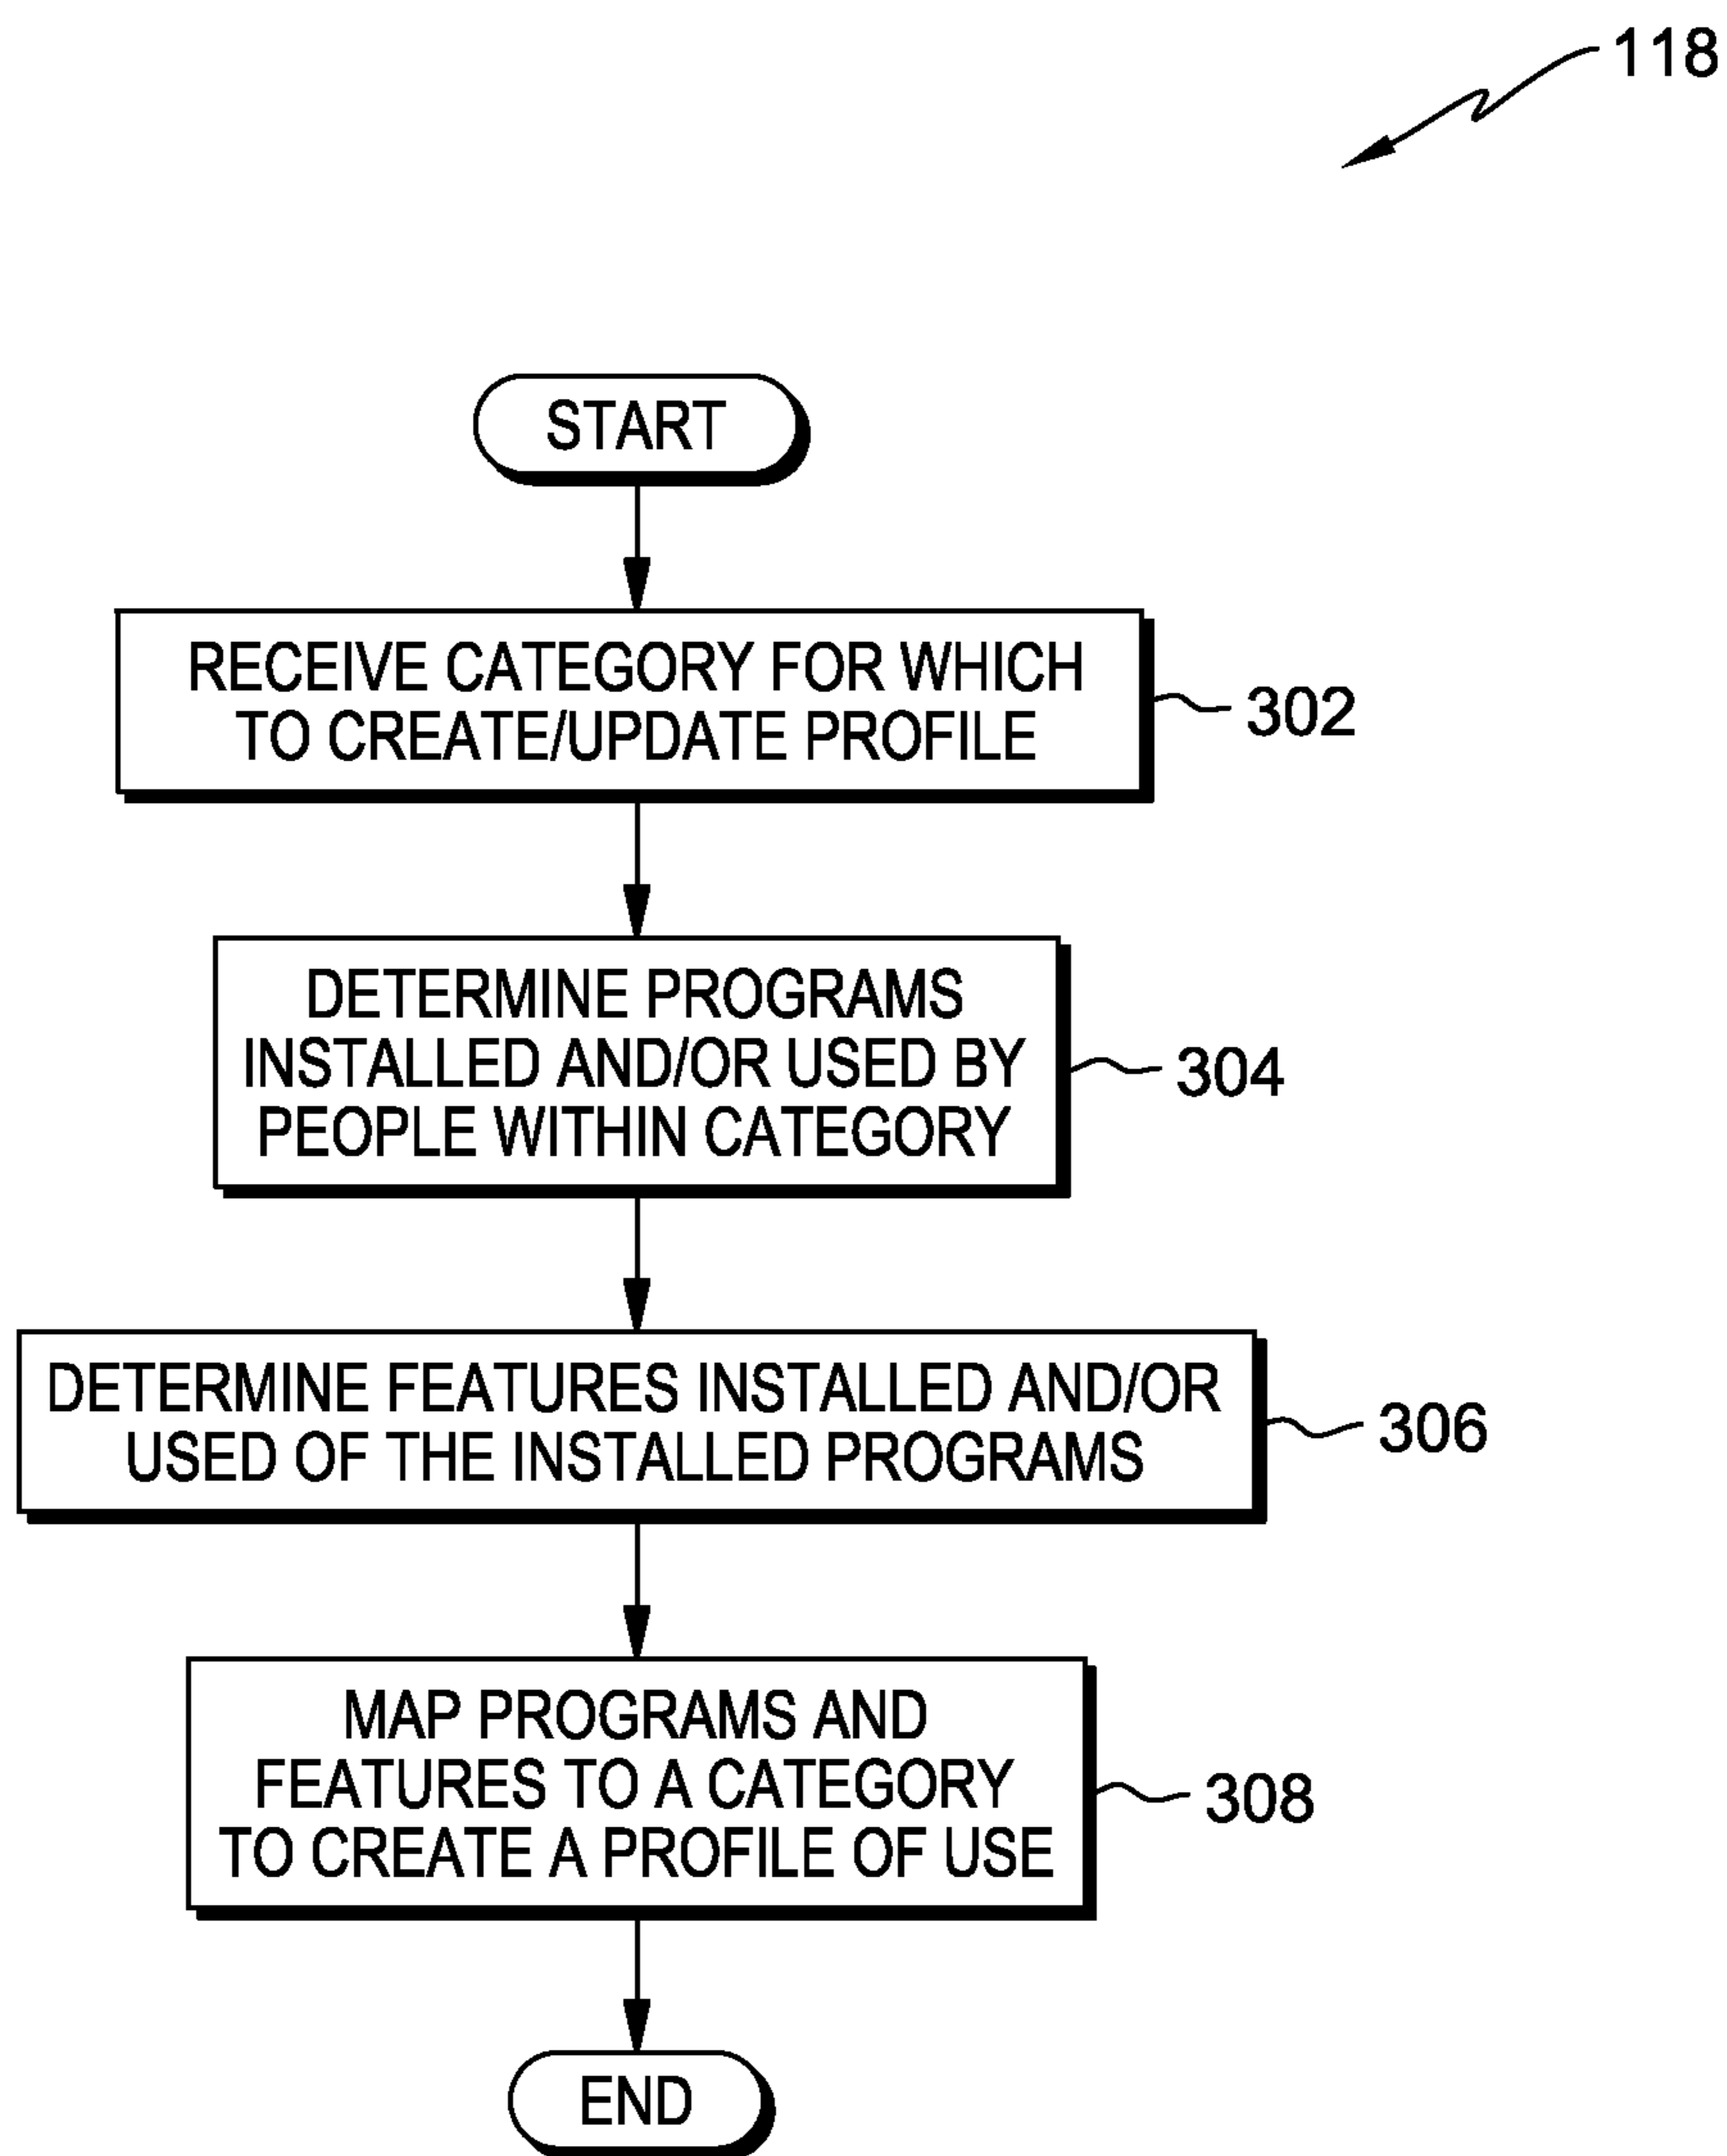 118
START
RECEIVE CATEGORY FOR WHICH
TO CREATE/UPDATE PROFILE
302
DETERMINE PROGRAMS
INSTALLED AND/OR USED BY
PEOPLE WITHIN CATEGORY
304
DETERMINE FEATURES INSTALLED AND/OR
USED OF THE INSTALLED PROGRAMS
306
MAP PROGRAMS AND
FEATURES TO A CATEGORY
TO CREATE A PROFILE OF USE
308
END